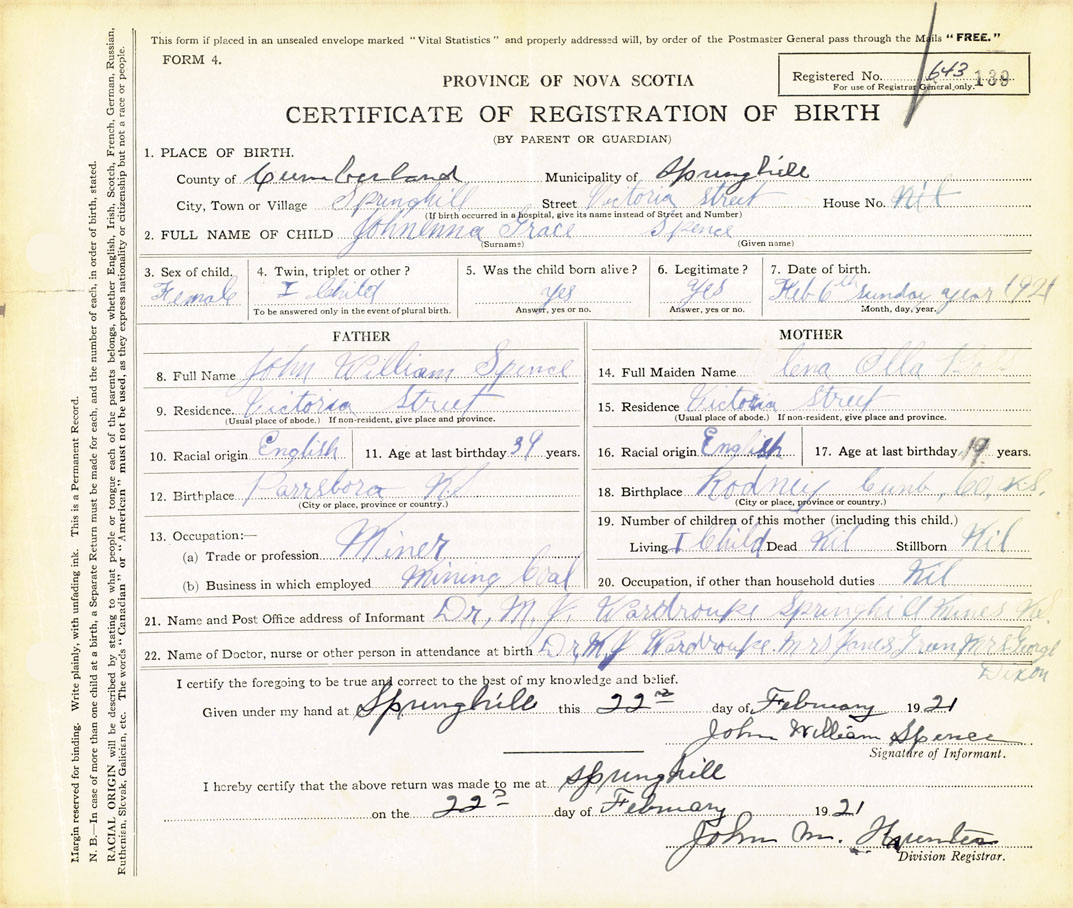 This form if placed in an unsealed envelope marked "Vital Statistics" and properly addressed will, by order of the Postmaster General pass through the Mails "FREE."
FORM 4.
Registered No. 643 139
For use of Registrar General only.
PROVINCE OF NOVA SCOTIA
CERTIFICATE OF REGISTRATION OF BIRTH
(BY PARENT OR GUARDIAN)
1. PLACE OF BIRTH.
County of Cumberland Municipality of Springhill
City, Town or Village Springhill Street Victoria Street House No. Nil
(If birth occurred in a hospital, give its name instead of Street and Number)
2. FULL NAME OF CHILD Johnenna Grace Spence
(Surname) (Given name)
3. Sex of child. 4. Twin, triplet or other? 5. Was the child born alive? 6. Legitimate? 7. Date of birth.
Female I Child yes yes Feb 6th sunday year 1921
To be answered only in the event of plural birth. Answer, yes or no. Answer, yes or no. Month, day, year.
FATHER
8. Full Name John William Spence
9. Residence. Victoria Street
(Usual place of abode.) If non-resident, give place and province.
10. Racial origin English 11. Age at last birthday 39 years.
12. Birthplace Parrsboro NS
(City or place, province or country.)
13. Occupation:—
(a) Trade or profession Miner
(b) Business in which employed Mining Coal
MOTHER
14. Full Maiden Name Lena Olla
15. Residence Victoria Street
(Usual place of abode.) If non-resident, give place and province.
16. Racial origin English 17. Age at last birthday 19 years.
18. Birthplace Rodney Cumb, Co, N.S.
(City or place, province or country.)
19. Number of children of this mother (including this child.)
Living I Child Dead Nil Stillborn Nil
20. Occupation, if other than household duties Nil
21. Name and Post Office address of Informant Dr, M. J. Wardroupe Springhill Mines NS.
22. Name of Doctor, nurse or other person in attendance at birth Dr, M J Wardroupe, Mrs James Mrs George
Dixon
I certify the foregoing to be true and correct to the best of my knowledge and belief.
Given under my hand at Springhill this 22nd day of February 1921
John William Spence
Signature of Informant.
I hereby certify that the above return was made to me at Springhill
on the 22nd day of February 1921
John M. Hunter
Division Registrar.
Margin reserved for binding. Write plainly, with unfading ink. This is a Permanent Record.
N. B.—In case of more than one child at a birth, a Separate Return must be made for each, and the number of each, in order of birth, stated.
RACIAL ORIGIN will be described by stating to what people or tongue each of the parents belongs, whether English, Irish, Scotch, French, German, Russian,
Ruthenian, Slovak, Galician, etc. The words "Canadian" or "American" must not be used, as they express nationality or citizenship but not a race or people.